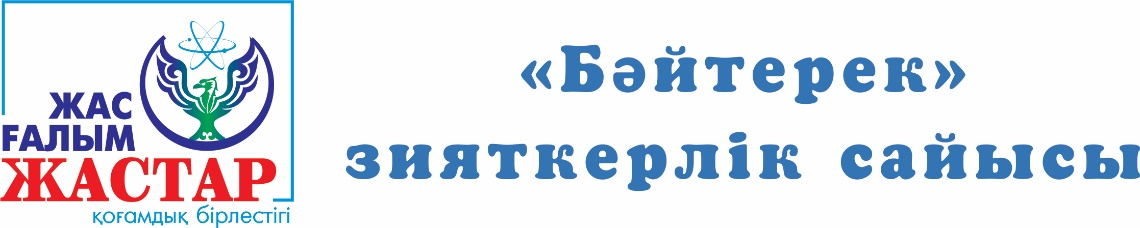 ЖАС
ҒАЛЫМ
ЖАСТАР
қоғамдық бірлестігі
«Бәйтерек»
зияткерлік сайысы